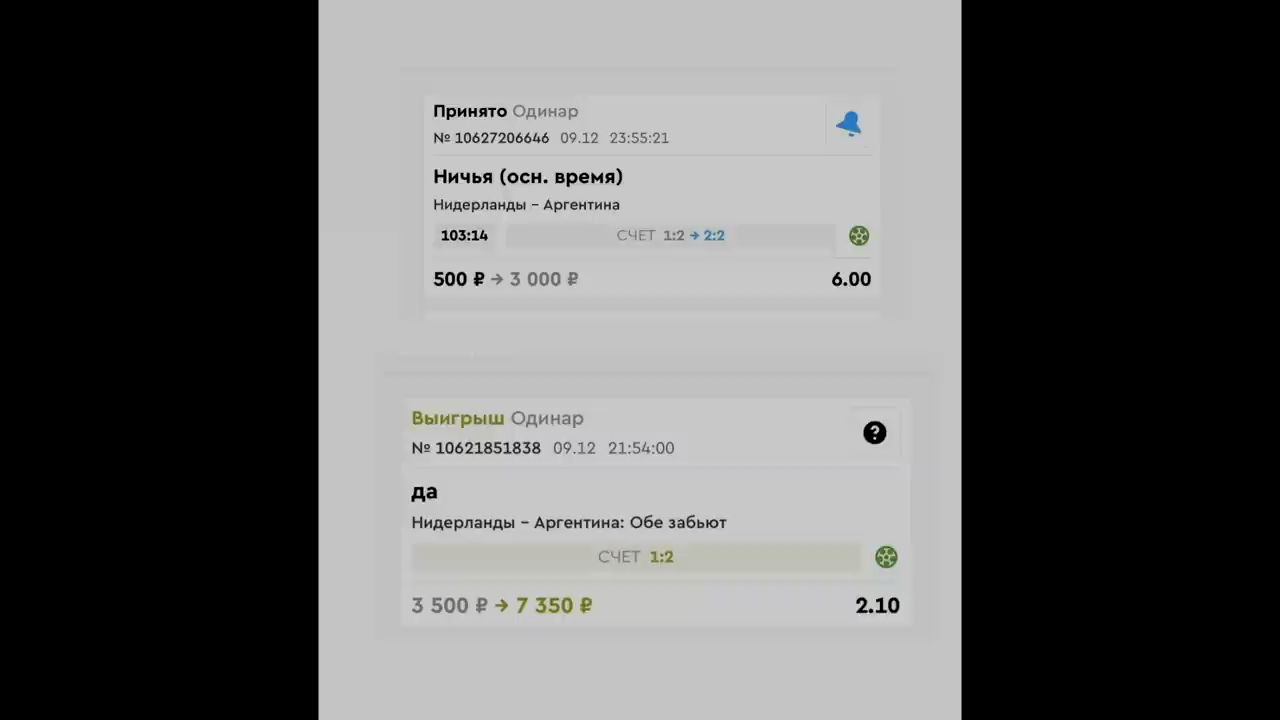 Принято Одинар
№ 10627206646 09.12 23:55:21
Ничья (осн. время)
Нидерланды – Аргентина
103:14 СЧЕТ 1:2 → 2:2
500 ₽ → 3 000 ₽ 6.00
Выигрыш Одинар
№ 10621851838 09.12 21:54:00
да
Нидерланды – Аргентина: Обе забьют
СЧЕТ 1:2
3 500 ₽ → 7 350 ₽ 2.10